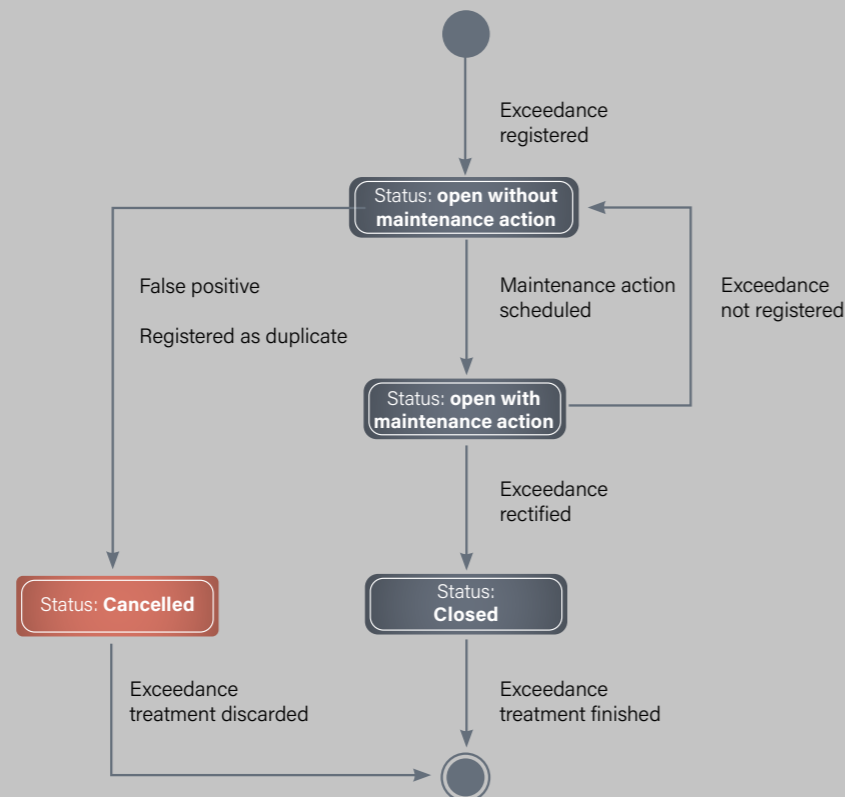 Exceedance
registered
Status: open without
maintenance action
False positive
Registered as duplicate
Maintenance action
scheduled
Exceedance
not registered
Status: open with
maintenance action
Exceedance
rectified
Status: Cancelled
Status:
Closed
Exceedance
treatment discarded
Exceedance
treatment finished